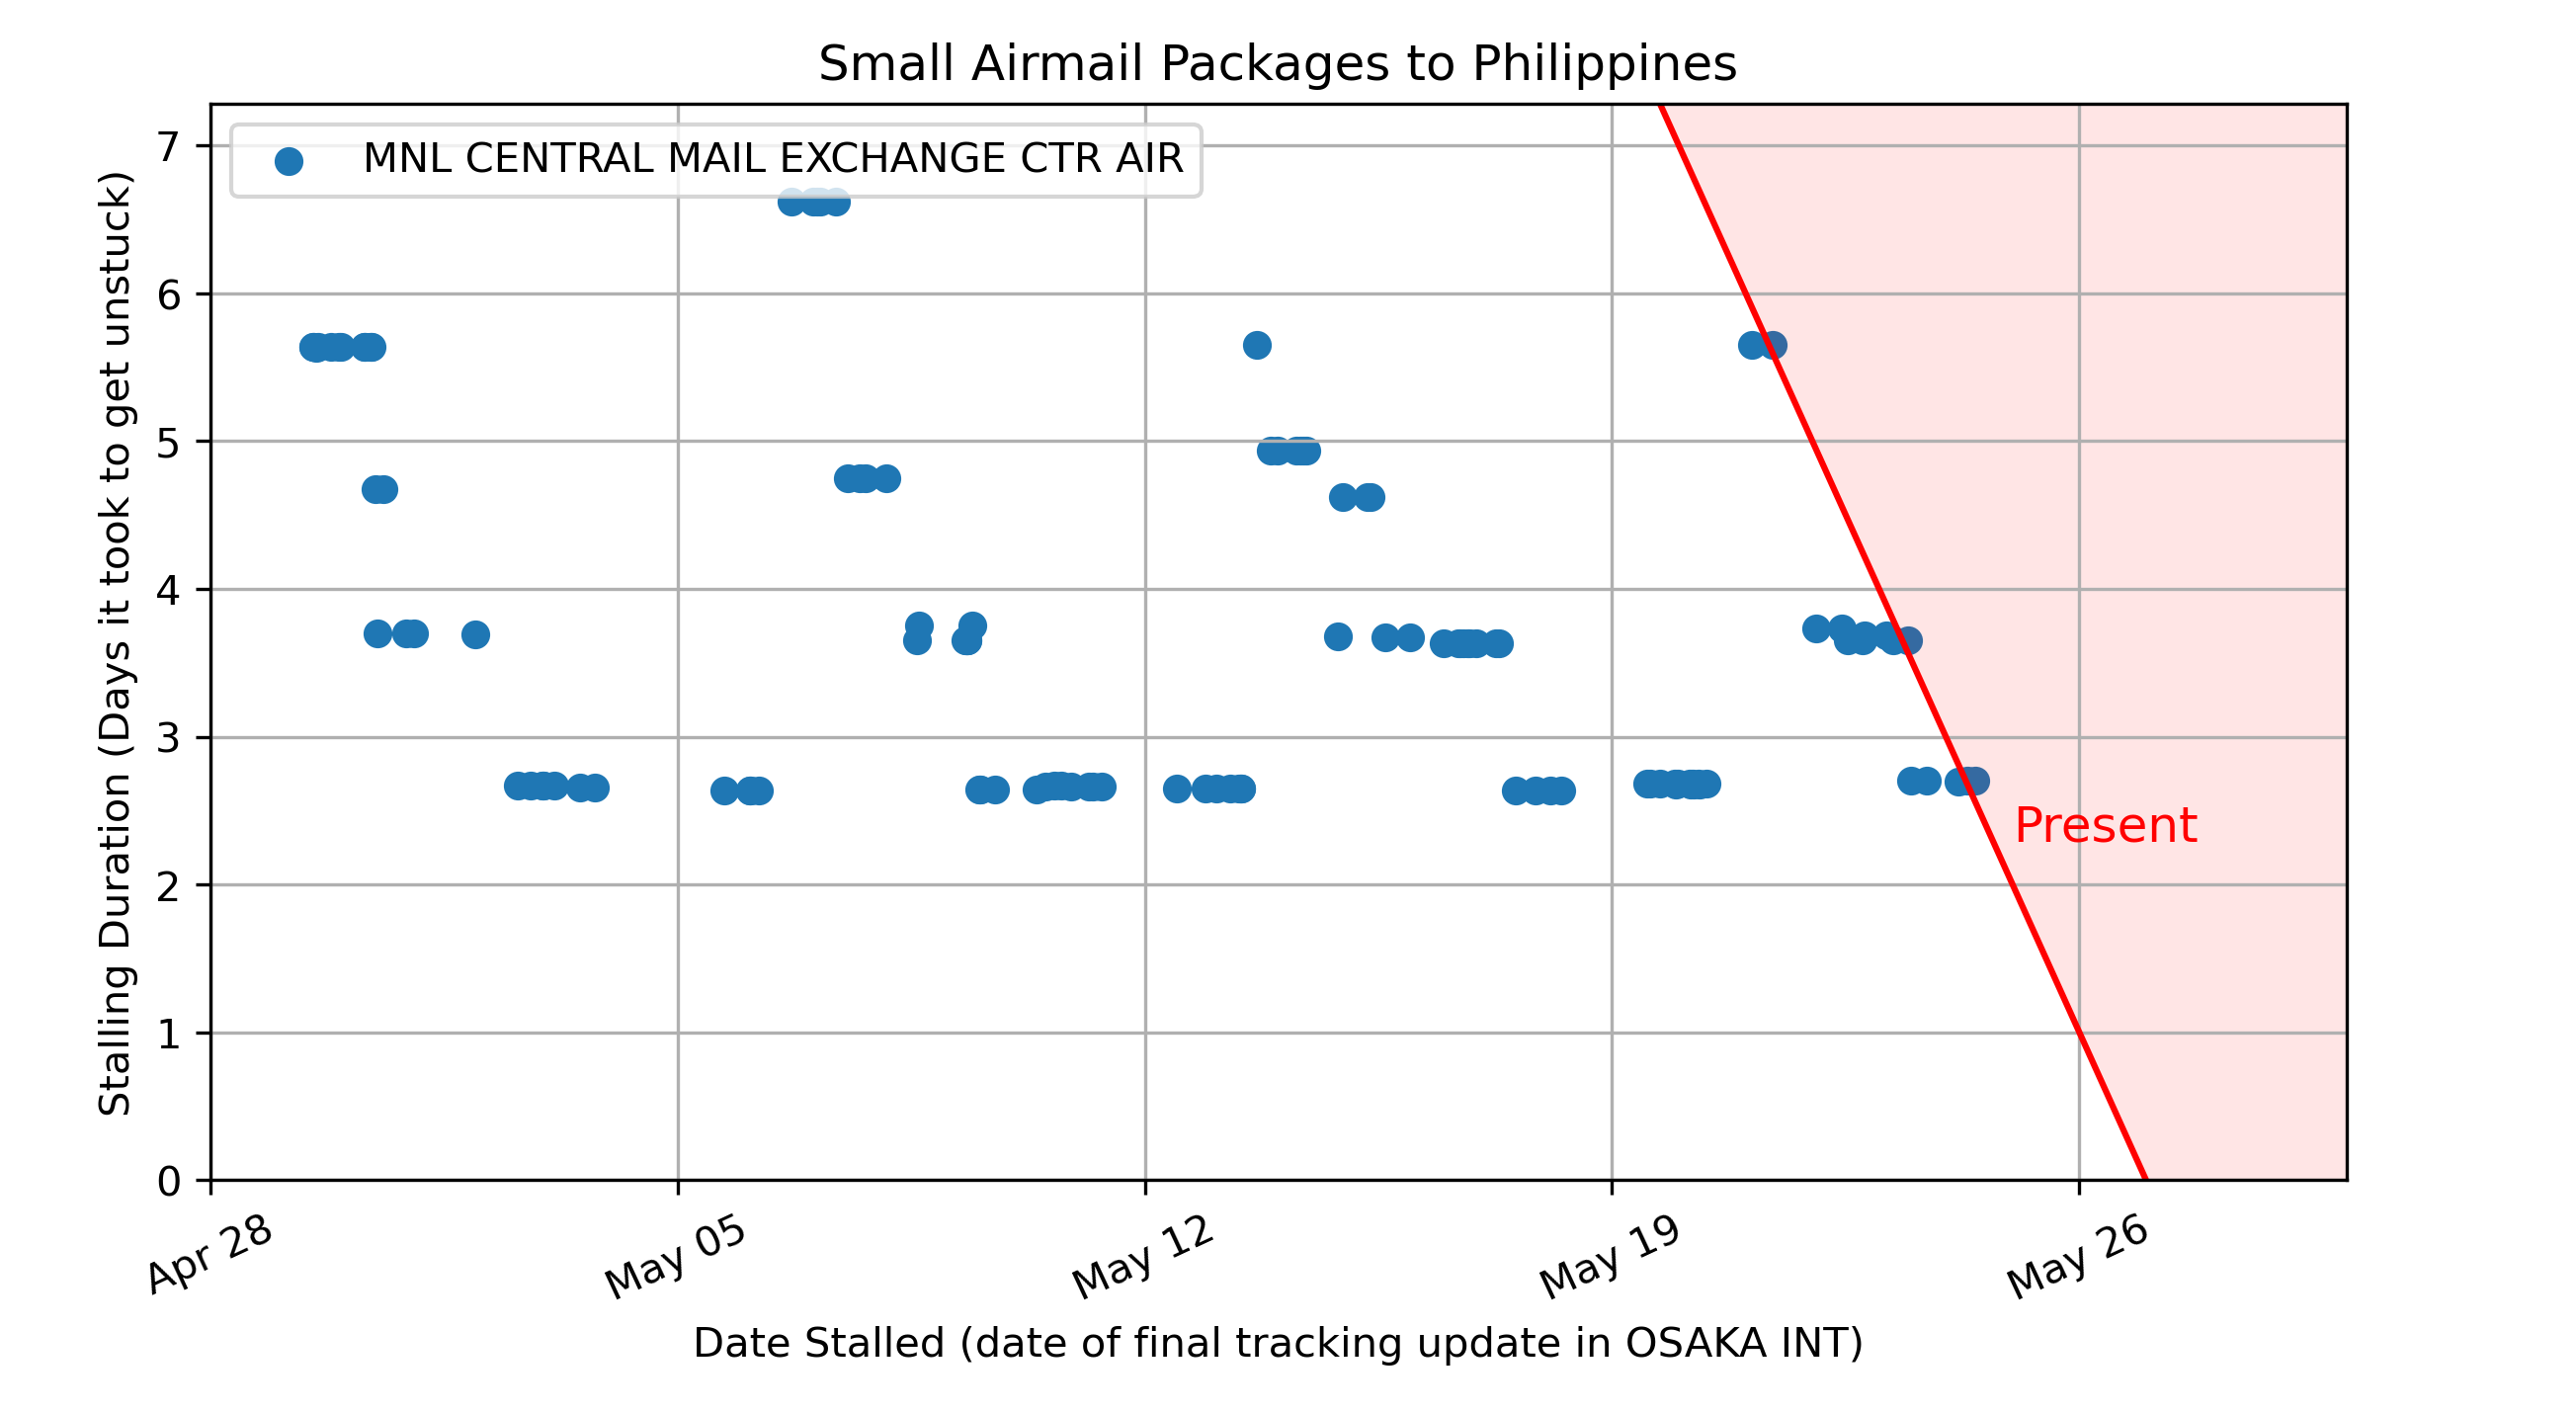 Small Airmail Packages to Philippines
MNL CENTRAL MAIL EXCHANGE CTR AIR
Stalling Duration (Days it took to get unstuck)
7
6
5
4
3
2
1
0
Present
Apr 28
May 05
May 12
May 19
May 26
Date Stalled (date of final tracking update in OSAKA INT)